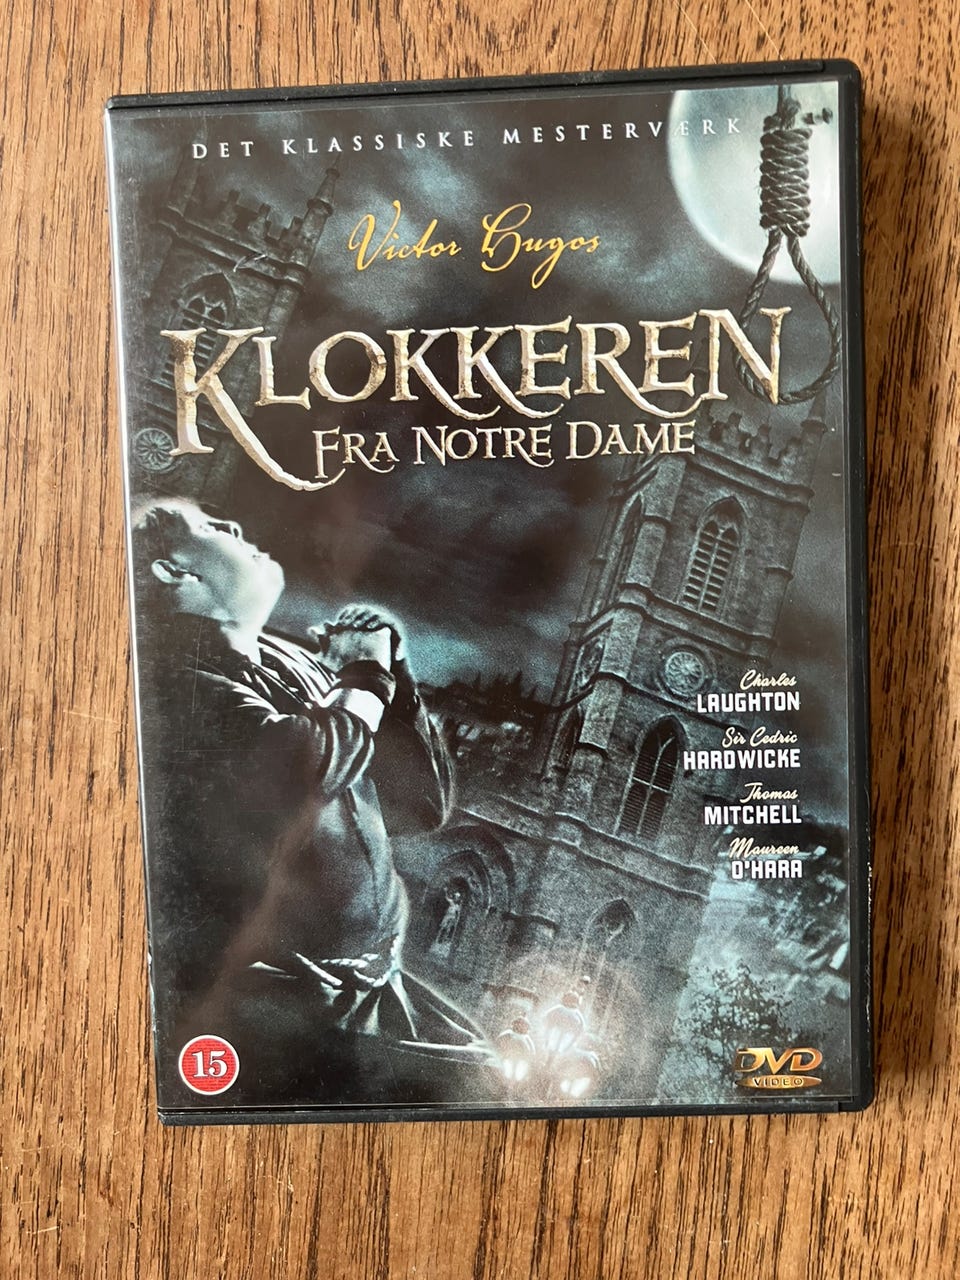 DET KLASSISKE MESTERVÆRK
Victor Hugos
KLOKKEREN
FRA NOTRE DAME
Charles
LAUGHTON
Sir Cedric
HARDWICKE
Thomas
MITCHELL
Maureen
O'HARA
15
DVD
VIDEO